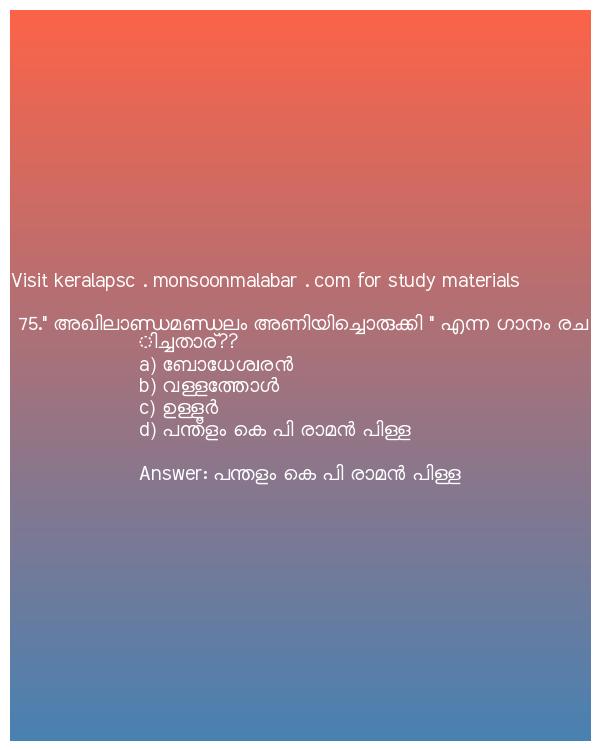 Visit keralapsc . monsoonmalabar . com for study materials
75." അഖിലാണ്ഡമണ്ഡലം അണിയിച്ചൊരുക്കി " എന്ന ഗാനം രച
ിച്ചതാര്??
a) ബോധേശ്വരൻ
b) വള്ളത്തോൾ
c) ഉള്ളൂർ
d) പന്തളം കെ പി രാമൻ പിള്ള
Answer: പന്തളം കെ പി രാമൻ പിള്ള